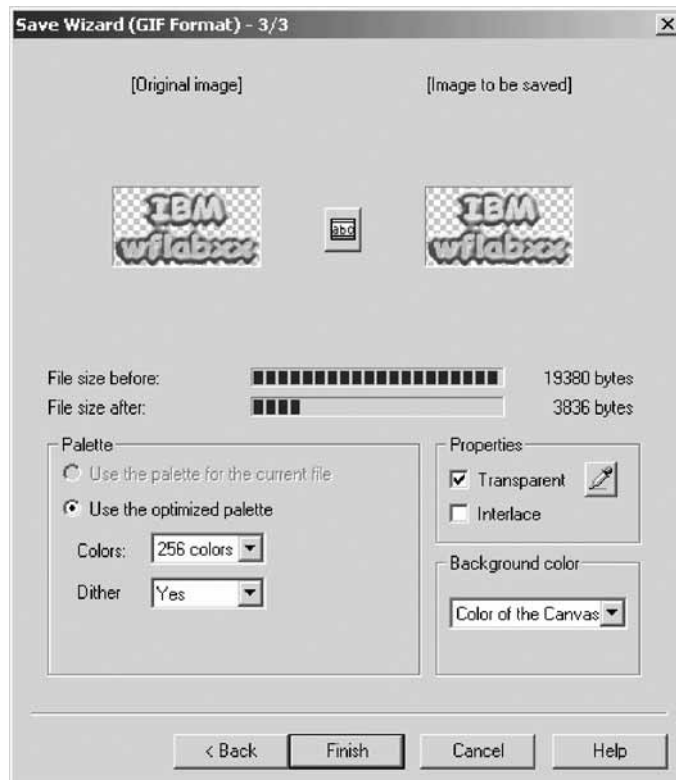 Save Wizard (GIF Format) - 3/3
[Original image] [Image to be saved]
IBM IBM
wflabxx abc wflabxx
File size before: 19380 bytes
File size after: 3836 bytes
Palette Properties
Use the palette for the current file Transparent
Use the optimized palette Interlace
Colors: 256 colors Background color
Dither Yes Color of the Canvas
< Back Finish Cancel Help